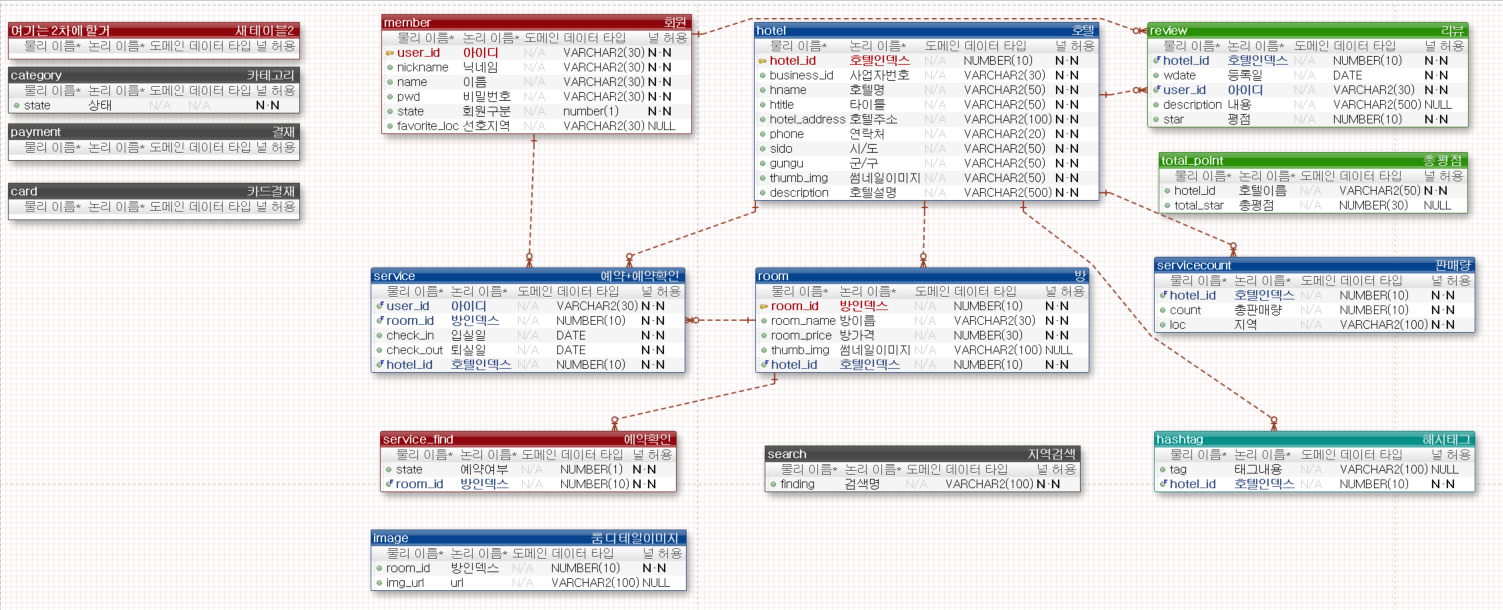 여기는 2차에 할거 새 테이블2
물리 이름* 논리 이름* 도메인 데이터 타입 널 허용
category 카테고리
물리 이름* 논리 이름* 도메인 데이터 타입 널 허용
state 상태 N/A N/A N·N
payment 결재
물리 이름* 논리 이름* 도메인 데이터 타입 널 허용
card 카드결재
물리 이름* 논리 이름* 도메인 데이터 타입 널 허용
member 회원
물리 이름* 논리 이름* 도메인 데이터 타입 널 허용
user_id 아이디 N/A VARCHAR2(30) N·N
nickname 닉네임 N/A VARCHAR2(30) N·N
name 이름 N/A VARCHAR2(30) N·N
pwd 비밀번호 N/A VARCHAR2(30) N·N
state 회원구분 N/A number(1) N·N
favorite_loc 선호지역 N/A VARCHAR2(30) NULL
hotel 호텔
물리 이름* 논리 이름* 도메인 데이터 타입 널 허용
hotel_id 호텔인덱스 N/A NUMBER(10) N·N
business_id 사업자번호 N/A VARCHAR2(30) N·N
hname 호텔명 N/A VARCHAR2(50) N·N
htitle 타이틀 N/A VARCHAR2(50) N·N
hotel_address 호텔주소 N/A VARCHAR2(100) N·N
phone 연락처 N/A VARCHAR2(20) N·N
sido 시/도 N/A VARCHAR2(50) N·N
gungu 군/구 N/A VARCHAR2(50) N·N
thumb_img 썸네일이미지 N/A VARCHAR2(50) N·N
description 호텔설명 N/A VARCHAR2(500) N·N
review 리뷰
물리 이름* 논리 이름* 도메인 데이터 타입 널 허용
hotel_id 호텔인덱스 N/A NUMBER(10) N·N
wdate 등록일 N/A DATE N·N
user_id 아이디 N/A VARCHAR2(30) N·N
description 내용 N/A VARCHAR2(500) NULL
star 평점 N/A NUMBER(10) N·N
total_point 총 평점
물리 이름* 논리 이름* 도메인 데이터 타입 널 허용
hotel_id 호텔이름 N/A VARCHAR2(50) N·N
total_star 총평점 N/A NUMBER(30) NULL
service 예약+예약확인
물리 이름* 논리 이름* 도메인 데이터 타입 널 허용
user_id 아이디 N/A VARCHAR2(30) N·N
room_id 방인덱스 N/A NUMBER(10) N·N
check_in 입실일 N/A DATE N·N
check_out 퇴실일 N/A DATE N·N
hotel_id 호텔인덱스 N/A NUMBER(10) N·N
room 방
물리 이름* 논리 이름* 도메인 데이터 타입 널 허용
room_id 방인덱스 N/A NUMBER(10) N·N
room_name 방이름 N/A VARCHAR2(30) N·N
room_price 방가격 N/A NUMBER(30) N·N
thumb_img 썸네일이미지 N/A VARCHAR2(100) NULL
hotel_id 호텔인덱스 N/A NUMBER(10) N·N
servicecount 판매량
물리 이름* 논리 이름* 도메인 데이터 타입 널 허용
hotel_id 호텔인덱스 N/A NUMBER(10) N·N
count 총판매량 N/A NUMBER(10) N·N
loc 지역 N/A VARCHAR2(100) N·N
service_find 예약확인
물리 이름* 논리 이름* 도메인 데이터 타입 널 허용
state 예약여부 N/A NUMBER(1) N·N
room_id 방인덱스 N/A NUMBER(10) N·N
search 지역검색
물리 이름* 논리 이름* 도메인 데이터 타입 널 허용
finding 검색명 N/A VARCHAR2(100) N·N
hashtag 해시태그
물리 이름* 논리 이름* 도메인 데이터 타입 널 허용
tag 태그내용 N/A VARCHAR2(100) NULL
hotel_id 호텔인덱스 N/A NUMBER(10) N·N
image 룸디테일이미지
물리 이름* 논리 이름* 도메인 데이터 타입 널 허용
room_id 방인덱스 N/A NUMBER(10) N·N
img_url url N/A VARCHAR2(100) NULL